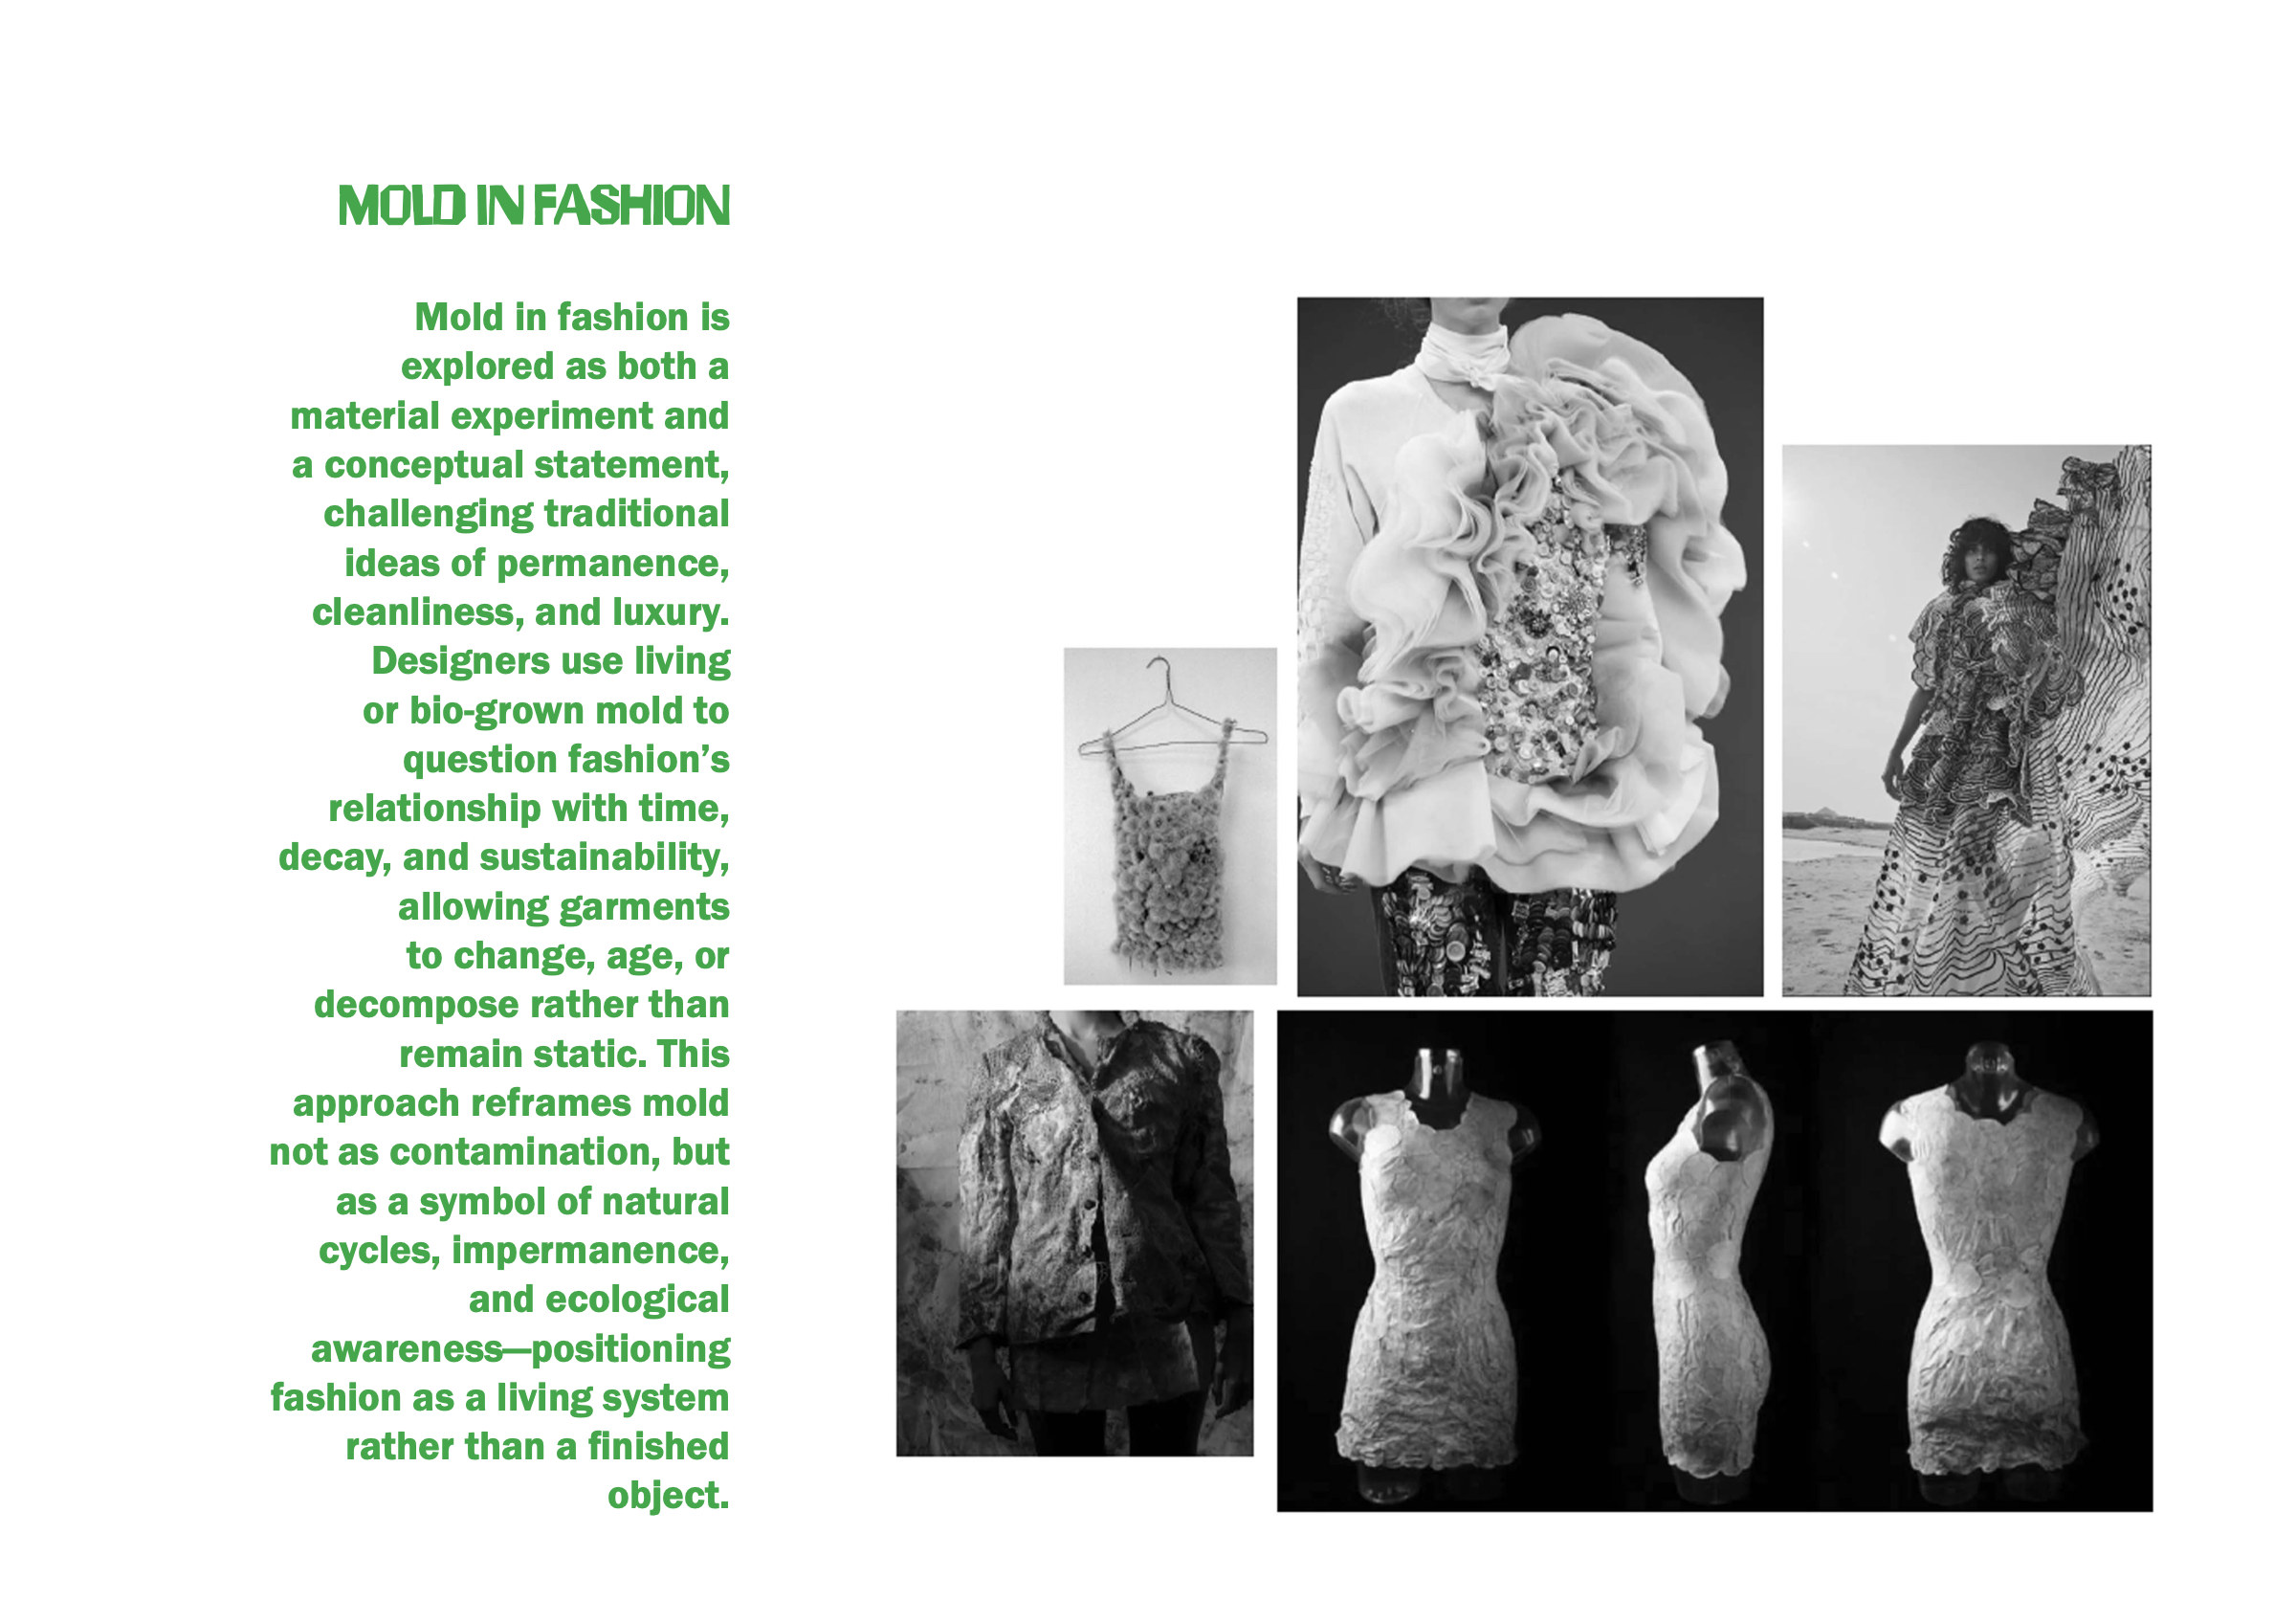 MOLD IN FASHION
Mold in fashion is
explored as both a
material experiment and
a conceptual statement,
challenging traditional
ideas of permanence,
cleanliness, and luxury.
Designers use living
or bio-grown mold to
question fashion’s
relationship with time,
decay, and sustainability,
allowing garments
to change, age, or
decompose rather than
remain static. This
approach reframes mold
not as contamination, but
as a symbol of natural
cycles, impermanence,
and ecological
awareness—positioning
fashion as a living system
rather than a finished
object.